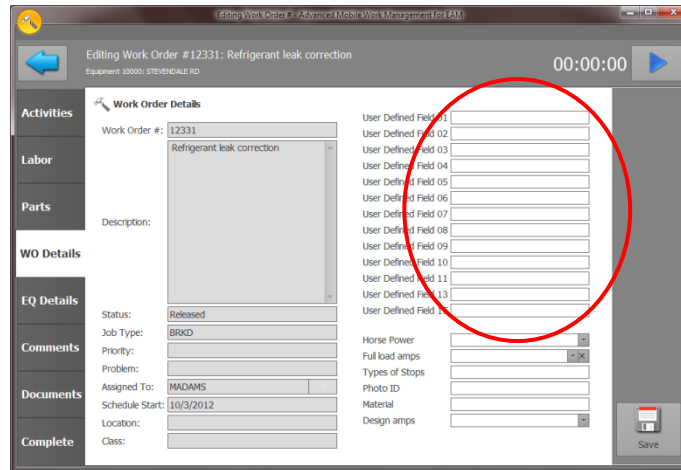 Editing Work Order # - Advanced Mobile Work Management for EAM
Editing Work Order #12331: Refrigerant leak correction
Equipment 10000: STEVENDALE RD
00:00:00
Activities
Labor
Parts
WO Details
EQ Details
Comments
Documents
Complete
Work Order Details
Work Order #: 12331
Refrigerant leak correction
Description:
Status: Released
Job Type: BRKD
Priority:
Problem:
Assigned To: MADAMS
Schedule Start: 10/3/2012
Location:
Class:
User Defined Field 01
User Defined Field 02
User Defined Field 03
User Defined Field 04
User Defined Field 05
User Defined Field 06
User Defined Field 07
User Defined Field 08
User Defined Field 09
User Defined Field 10
User Defined Field 11
User Defined Field 13
User Defined Field 15
Horse Power
Full load amps
Types of Stops
Photo ID
Material
Design amps
Save